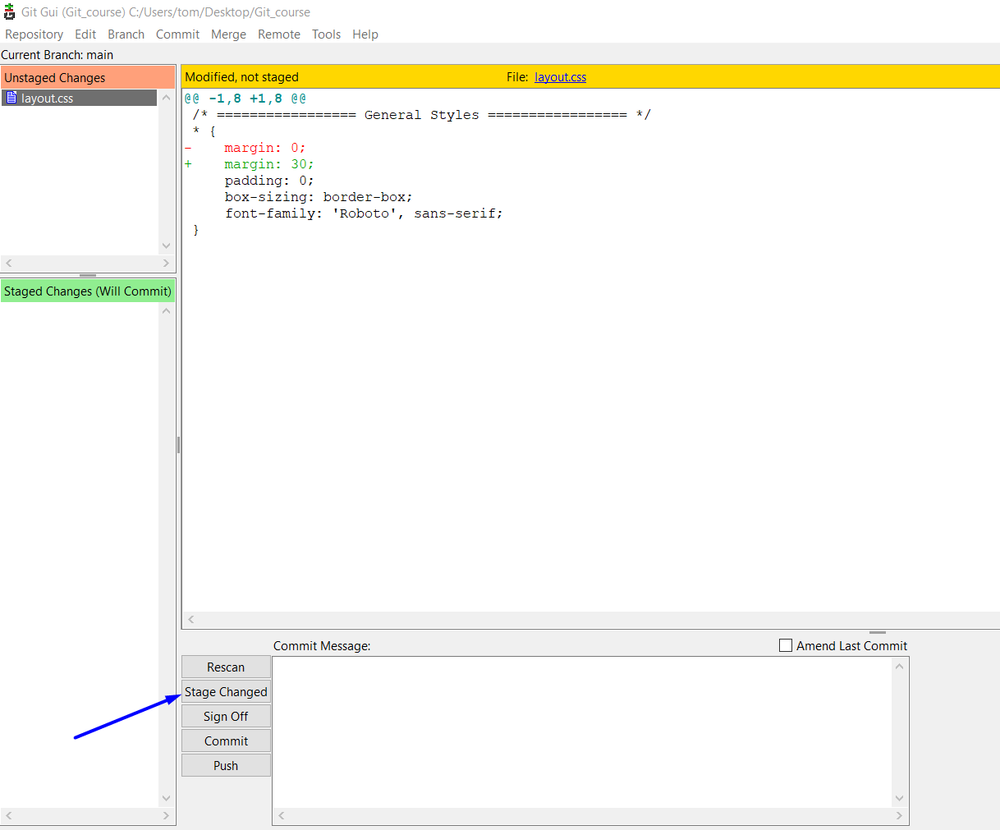 Git Gui (Git_course) C:/Users/tom/Desktop/Git_course
Repository Edit Branch Commit Merge Remote Tools Help
Current Branch: main
Unstaged Changes
layout.css
Staged Changes (Will Commit)
Modified, not staged File: layout.css
@@ -1,8 +1,8 @@
/* ================= General Styles ================= */
* {
- margin: 0;
+ margin: 30;
padding: 0;
box-sizing: border-box;
font-family: 'Roboto', sans-serif;
}
Commit Message: Amend Last Commit
Rescan
Stage Changed
Sign Off
Commit
Push